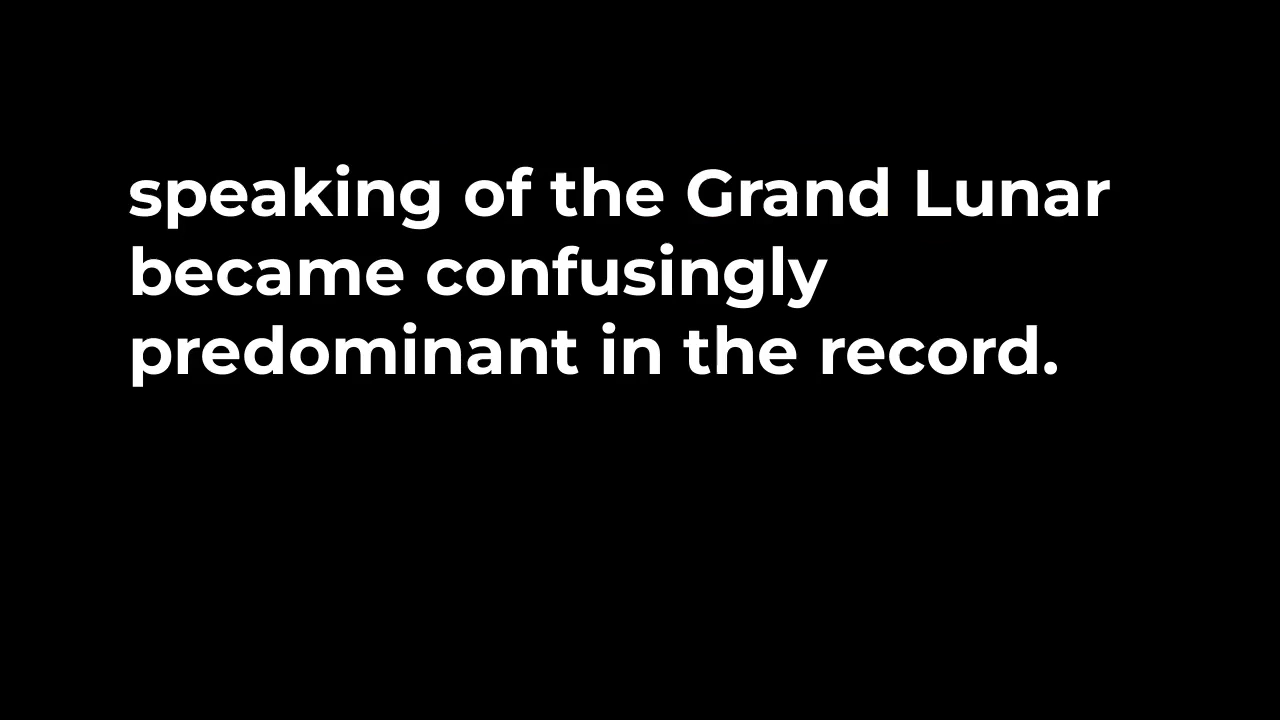 speaking of the Grand Lunar
became confusingly
predominant in the record.